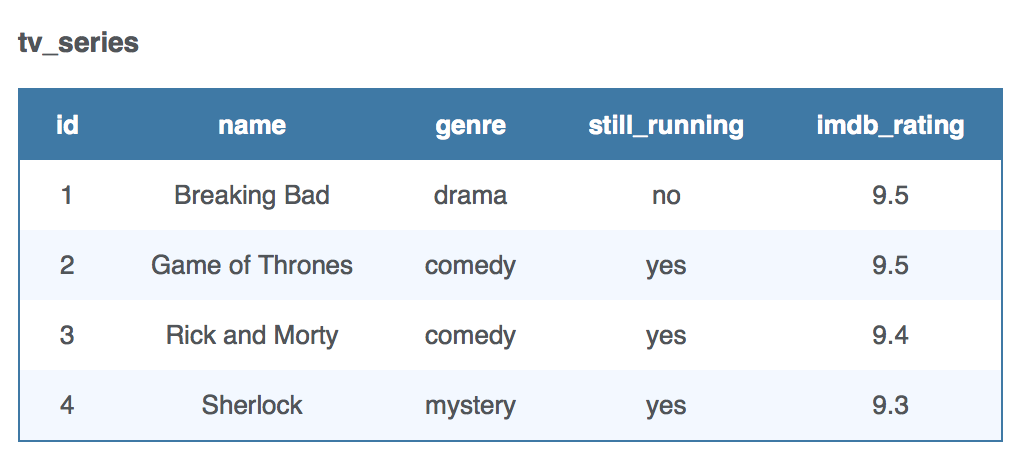 tv_series
id name genre still_running imdb_rating
1 Breaking Bad drama no 9.5
2 Game of Thrones comedy yes 9.5
3 Rick and Morty comedy yes 9.4
4 Sherlock mystery yes 9.3